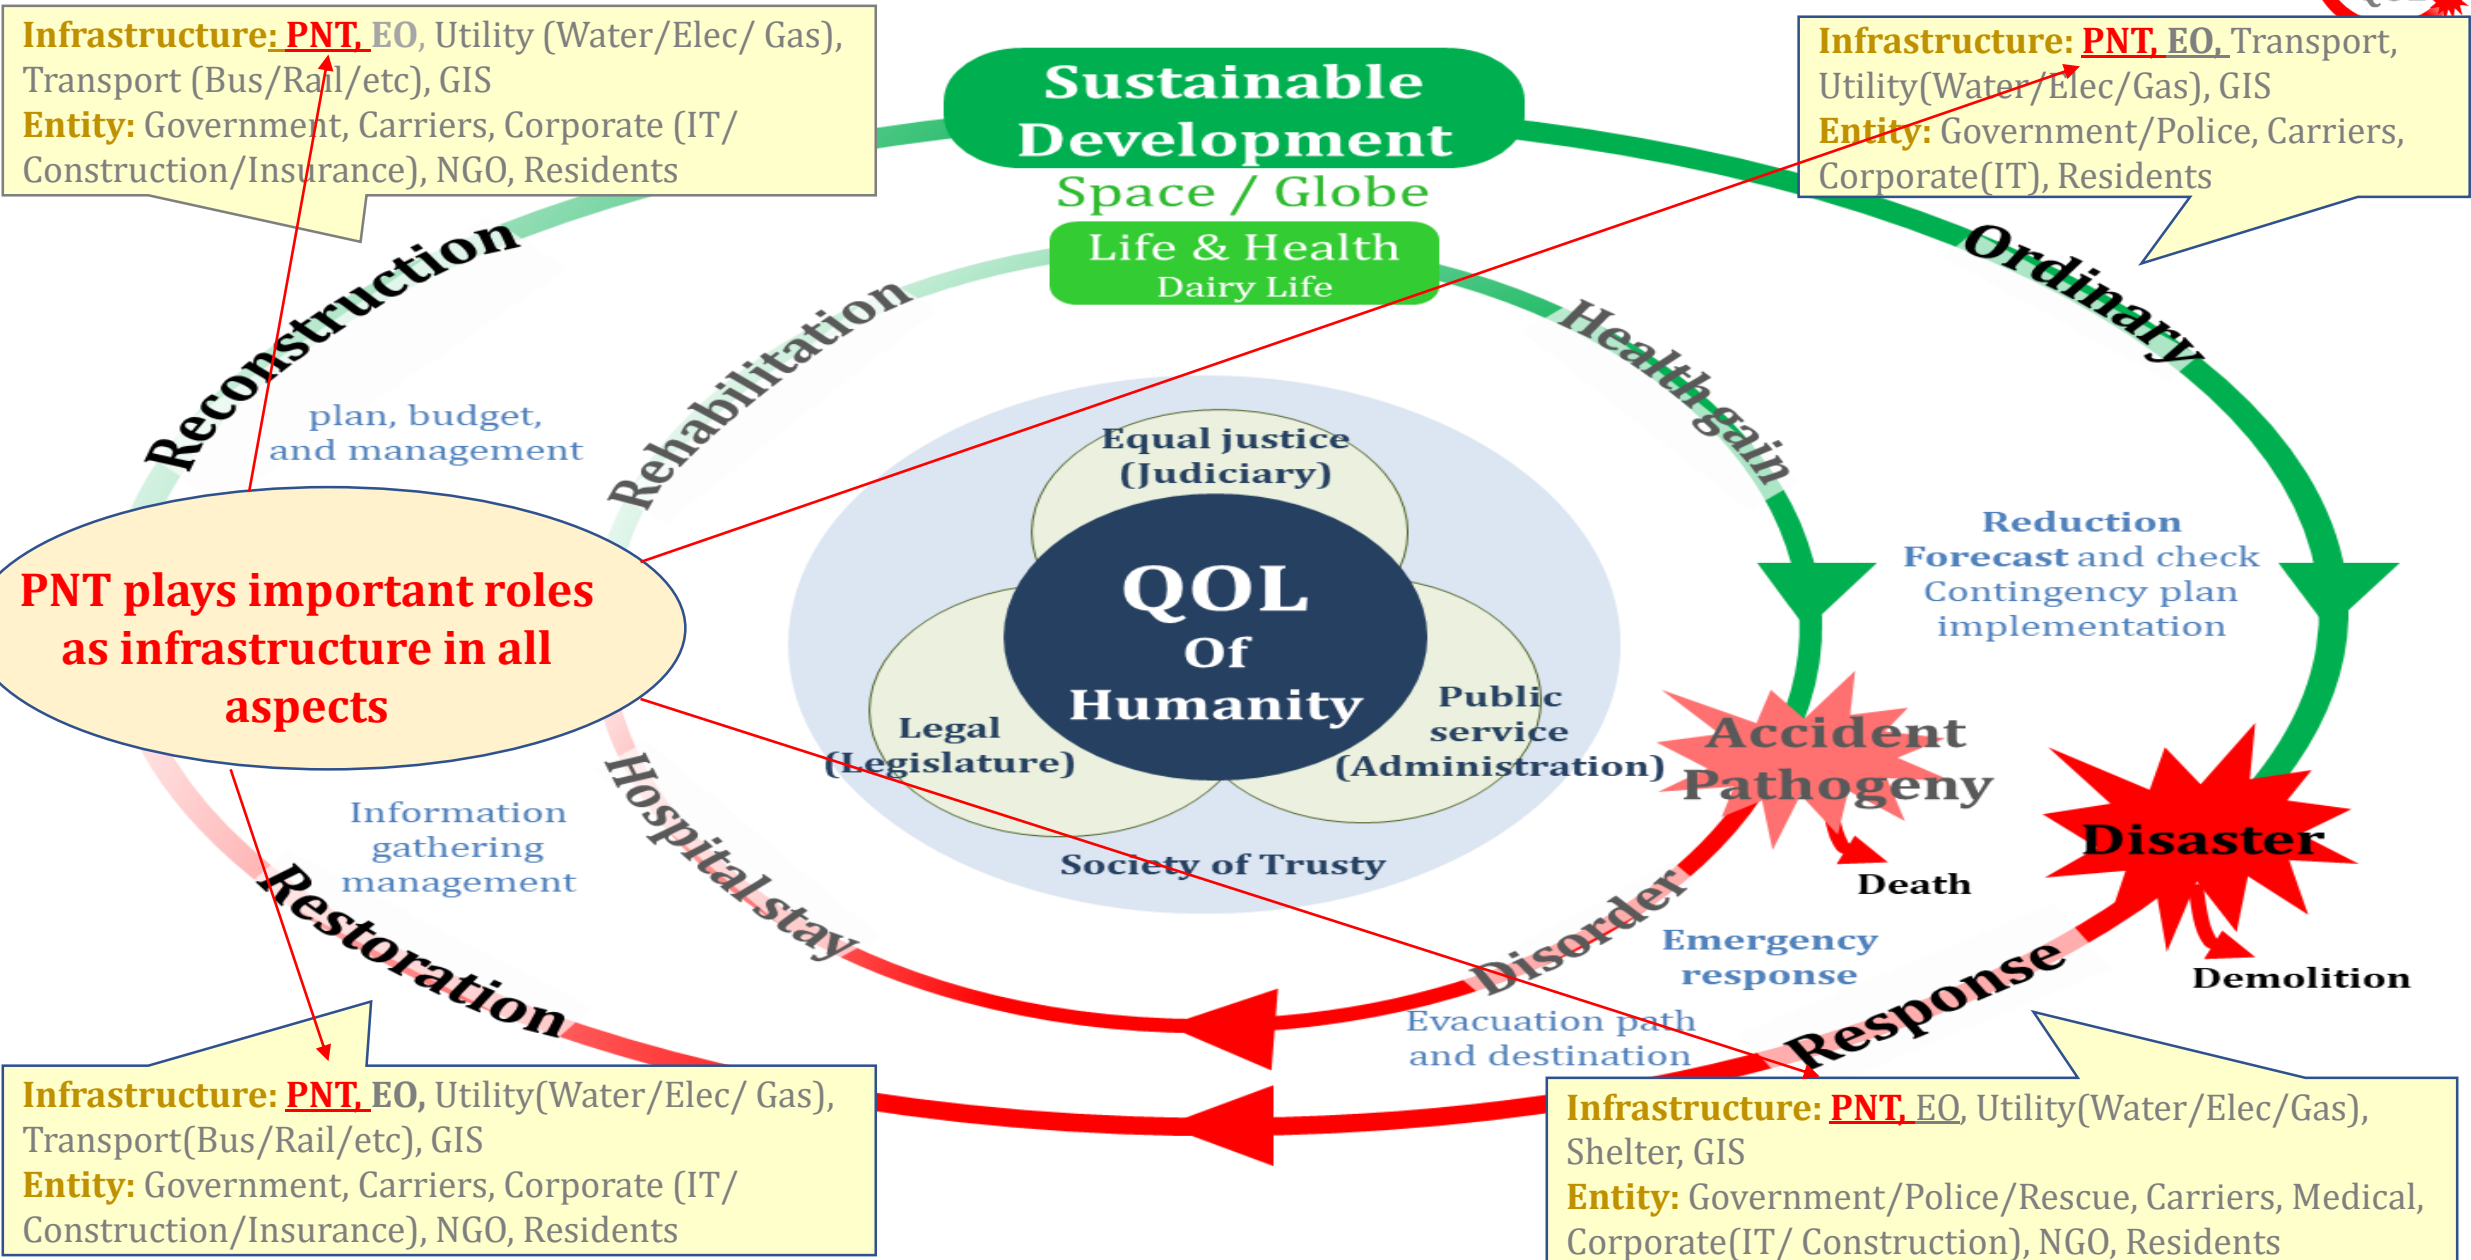 Infrastructure: PNT, EO, Utility (Water/Elec/ Gas),
Transport (Bus/Rail/etc), GIS
Entity: Government, Carriers, Corporate (IT/
Construction/Insurance), NGO, Residents
Sustainable
Development
Space / Globe
Life & Health
Dairy Life
Infrastructure: PNT, EO, Transport,
Utility(Water/Elec/Gas), GIS
Entity: Government/Police, Carriers,
Corporate(IT), Residents
Reconstruction
Rehabilitation
Health gain
Ordinary
plan, budget,
and management
Equal justice
(Judiciary)
QOL
Of
Humanity
Legal
(Legislature)
Public
service
(Administration)
Society of Trusty
Reduction
Forecast and check
Contingency plan
implementation
PNT plays important roles
as infrastructure in all
aspects
Accident
Pathogeny
Death
Disaster
Demolition
Information
gathering
management
Restoration
Hospital stay
Disorder
Response
Emergency
response
Evacuation path
and destination
Infrastructure: PNT, EO, Utility(Water/Elec/ Gas),
Transport(Bus/Rail/etc), GIS
Entity: Government, Carriers, Corporate (IT/
Construction/Insurance), NGO, Residents
Infrastructure: PNT, EO, Utility(Water/Elec/Gas),
Shelter, GIS
Entity: Government/Police/Rescue, Carriers, Medical,
Corporate(IT/ Construction), NGO, Residents